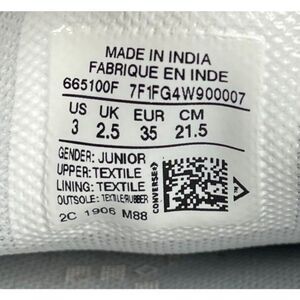 MADE IN INDIA
FABRIQUE EN INDE
665100F 7F1FG4W900007
US UK EUR CM
3 2.5 35 21.5
GENDER: JUNIOR
UPPER: TEXTILE
LINING: TEXTILE
OUTSOLE: TEXTILE/RUBBER
2C 1906 M88
CONVERSE